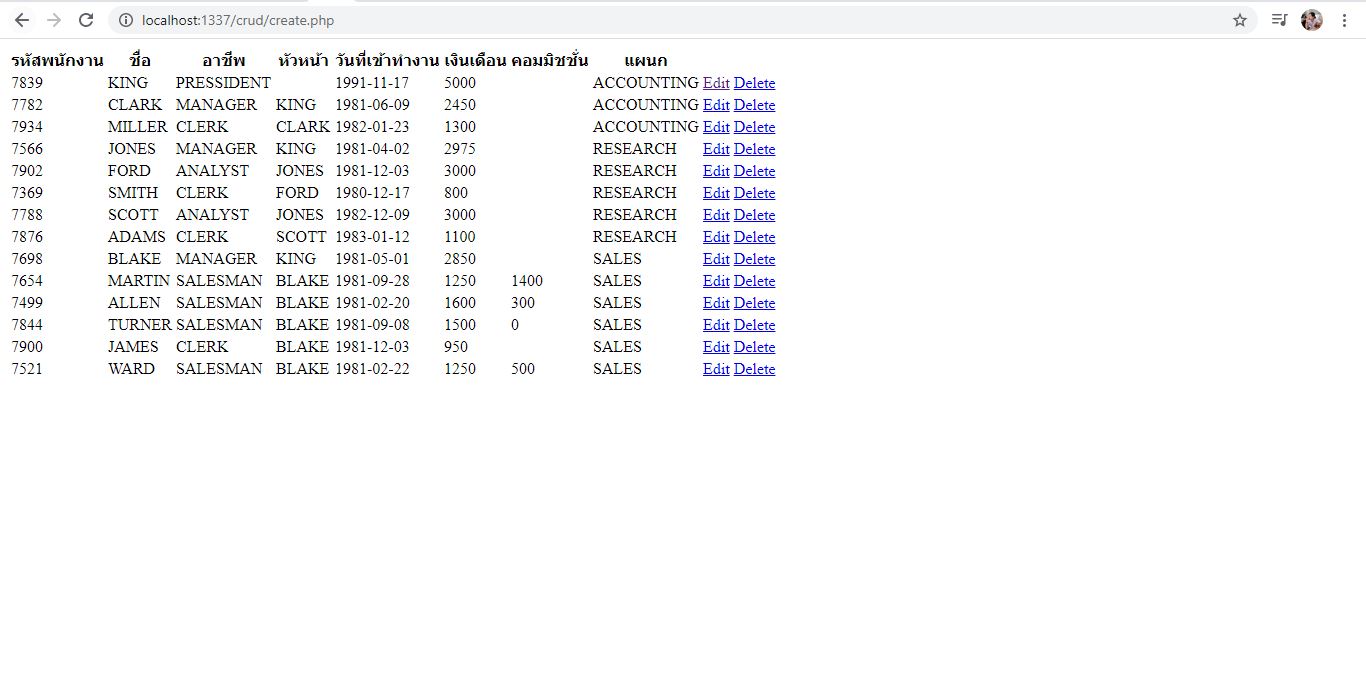 localhost:1337/crud/create.php
รหัสพนักงาน ชื่อ อาชีพ หัวหน้า วันที่เข้าทำงาน เงินเดือน คอมมิชชั่น แผนก
7839 KING PRESSIDENT 1991-11-17 5000 ACCOUNTING Edit Delete
7782 CLARK MANAGER KING 1981-06-09 2450 ACCOUNTING Edit Delete
7934 MILLER CLERK CLARK 1982-01-23 1300 ACCOUNTING Edit Delete
7566 JONES MANAGER KING 1981-04-02 2975 RESEARCH Edit Delete
7902 FORD ANALYST JONES 1981-12-03 3000 RESEARCH Edit Delete
7369 SMITH CLERK FORD 1980-12-17 800 RESEARCH Edit Delete
7788 SCOTT ANALYST JONES 1982-12-09 3000 RESEARCH Edit Delete
7876 ADAMS CLERK SCOTT 1983-01-12 1100 RESEARCH Edit Delete
7698 BLAKE MANAGER KING 1981-05-01 2850 SALES Edit Delete
7654 MARTIN SALESMAN BLAKE 1981-09-28 1250 1400 SALES Edit Delete
7499 ALLEN SALESMAN BLAKE 1981-02-20 1600 300 SALES Edit Delete
7844 TURNER SALESMAN BLAKE 1981-09-08 1500 0 SALES Edit Delete
7900 JAMES CLERK BLAKE 1981-12-03 950 SALES Edit Delete
7521 WARD SALESMAN BLAKE 1981-02-22 1250 500 SALES Edit Delete